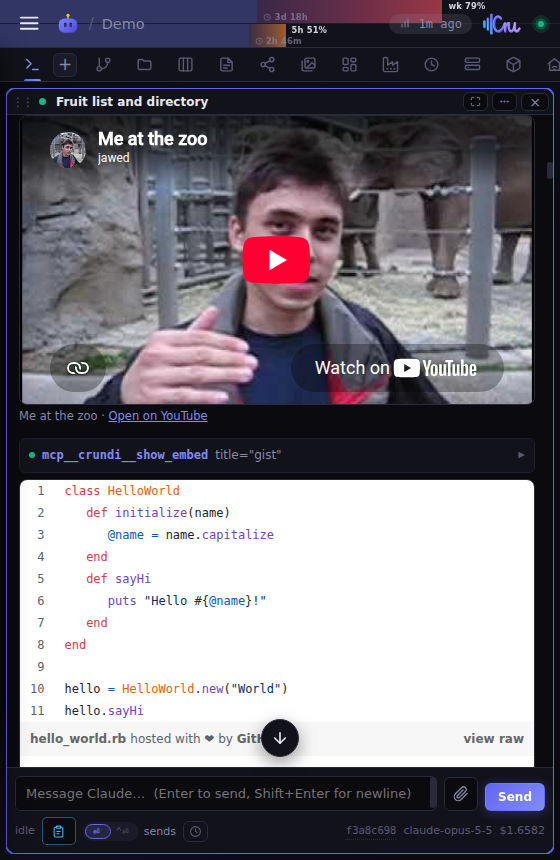 wk 79%
3d 18h
5h 51%
2h 46m
/ Demo
1m ago
Cru
Fruit list and directory
Me at the zoo
jawed
Watch on YouTube
Me at the zoo · Open on YouTube
mcp__crundi__show_embed title="gist"
1 class HelloWorld
2 def initialize(name)
3 @name = name.capitalize
4 end
5 def sayHi
6 puts "Hello #{@name}!"
7 end
8 end
9
10 hello = HelloWorld.new("World")
11 hello.sayHi
hello_world.rb hosted with ❤ by
view raw
Message Claude… (Enter to send, Shift+Enter for newline)
Send
idle
sends
f3a8c698 claude-opus-5-5 $1.6582